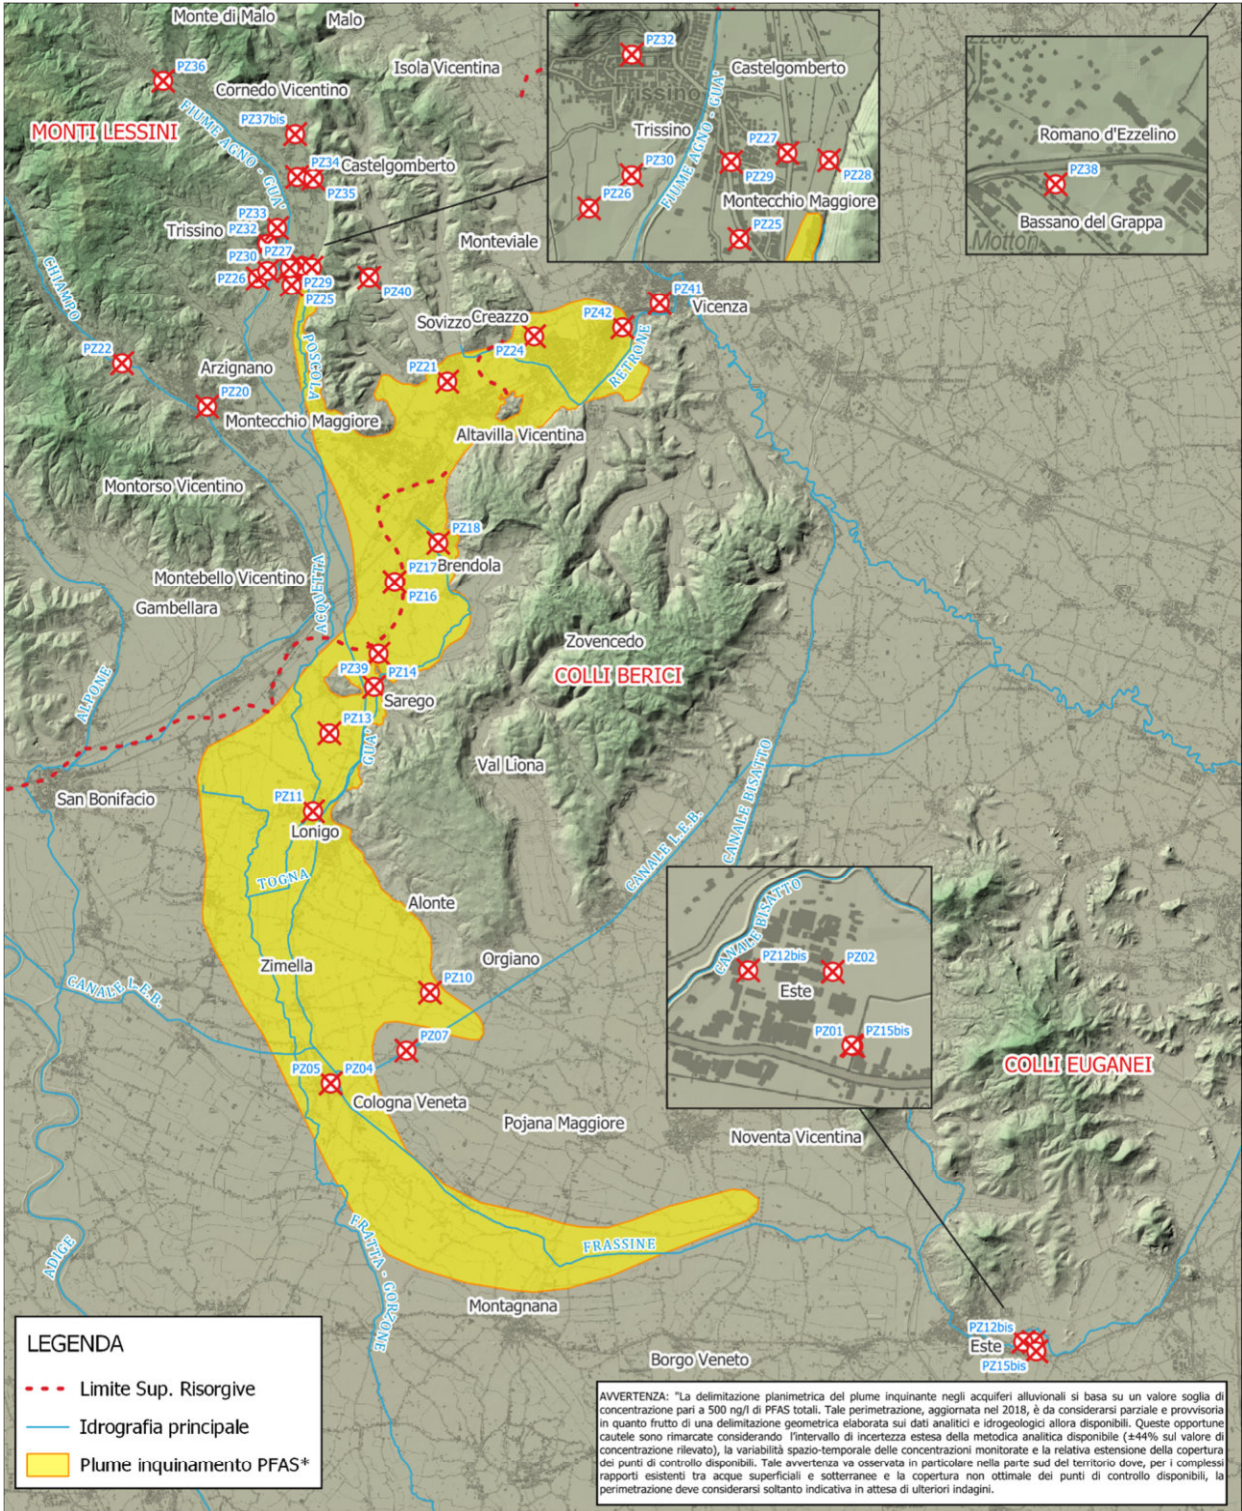 Monte di Malo
Malo
PZ36
Isola Vicentina
Cornedo Vicentino
MONTI LESSINI
FIUME AGNO - GUA'
PZ37bis
PZ34
Castelgomberto
PZ35
PZ33
Trissino
PZ32
PZ27
PZ30
PZ26
PZ29
PZ25
PZ40
Monteviale
CHIAMPO
PZ32
Castelgomberto
Trissino
Trissino
FIUME AGNO - GUA'
PZ30
PZ27
PZ26
PZ29
PZ28
Montecchio Maggiore
PZ25
Romano d'Ezzelino
PZ38
Bassano del Grappa
Motton
PZ41
Vicenza
PZ42
Sovizzo
Creazzo
PZ24
RETRONE
POSCOLA
PZ22
Arzignano
PZ21
PZ20
Montecchio Maggiore
Altavilla Vicentina
Montorso Vicentino
PZ18
Brendola
ACQUETTA
Montebello Vicentino
PZ17
PZ16
Gambellara
Zovencedo
COLLI BERICI
PZ39
PZ14
Sarego
ALPONE
PZ13
GUA'
Val Liona
CANALE BISATTO
San Bonifacio
PZ11
Lonigo
CANALE L.E.B.
TOGNA
Alonte
CANALE BISATTO
Zimella
Orgiano
PZ12bis
PZ02
Este
PZ10
CANALE L.E.B.
PZ01
PZ15bis
PZ07
PZ05
PZ04
COLLI EUGANEI
Cologna Veneta
Pojana Maggiore
Noventa Vicentina
ADIGE
FRATTA - GORZONE
FRASSINE
Montagnana
PZ12bis
Este
PZ15bis
Borgo Veneto
LEGENDA
Limite Sup. Risorgive
Idrografia principale
Plume inquinamento PFAS*
AVVERTENZA: "La delimitazione planimetrica del plume inquinante negli acquiferi alluvionali si basa su un valore soglia di
concentrazione pari a 500 ng/l di PFAS totali. Tale perimetrazione, aggiornata nel 2018, è da considerarsi parziale e provvisoria
in quanto frutto di una delimitazione geometrica elaborata sui dati analitici e idrogeologici allora disponibili. Queste opportune
cautele sono rimarcate considerando l'intervallo di incertezza estesa della metodica analitica disponibile (±44% sul valore di
concentrazione rilevato), la variabilità spazio-temporale delle concentrazioni monitorate e la relativa estensione della copertura
dei punti di controllo disponibili. Tale avvertenza va osservata in particolare nella parte sud del territorio dove, per i complessi
rapporti esistenti tra acque superficiali e sotterranee e la copertura non ottimale dei punti di controllo disponibili, la
perimetrazione deve considerarsi soltanto indicativa in attesa di ulteriori indagini.